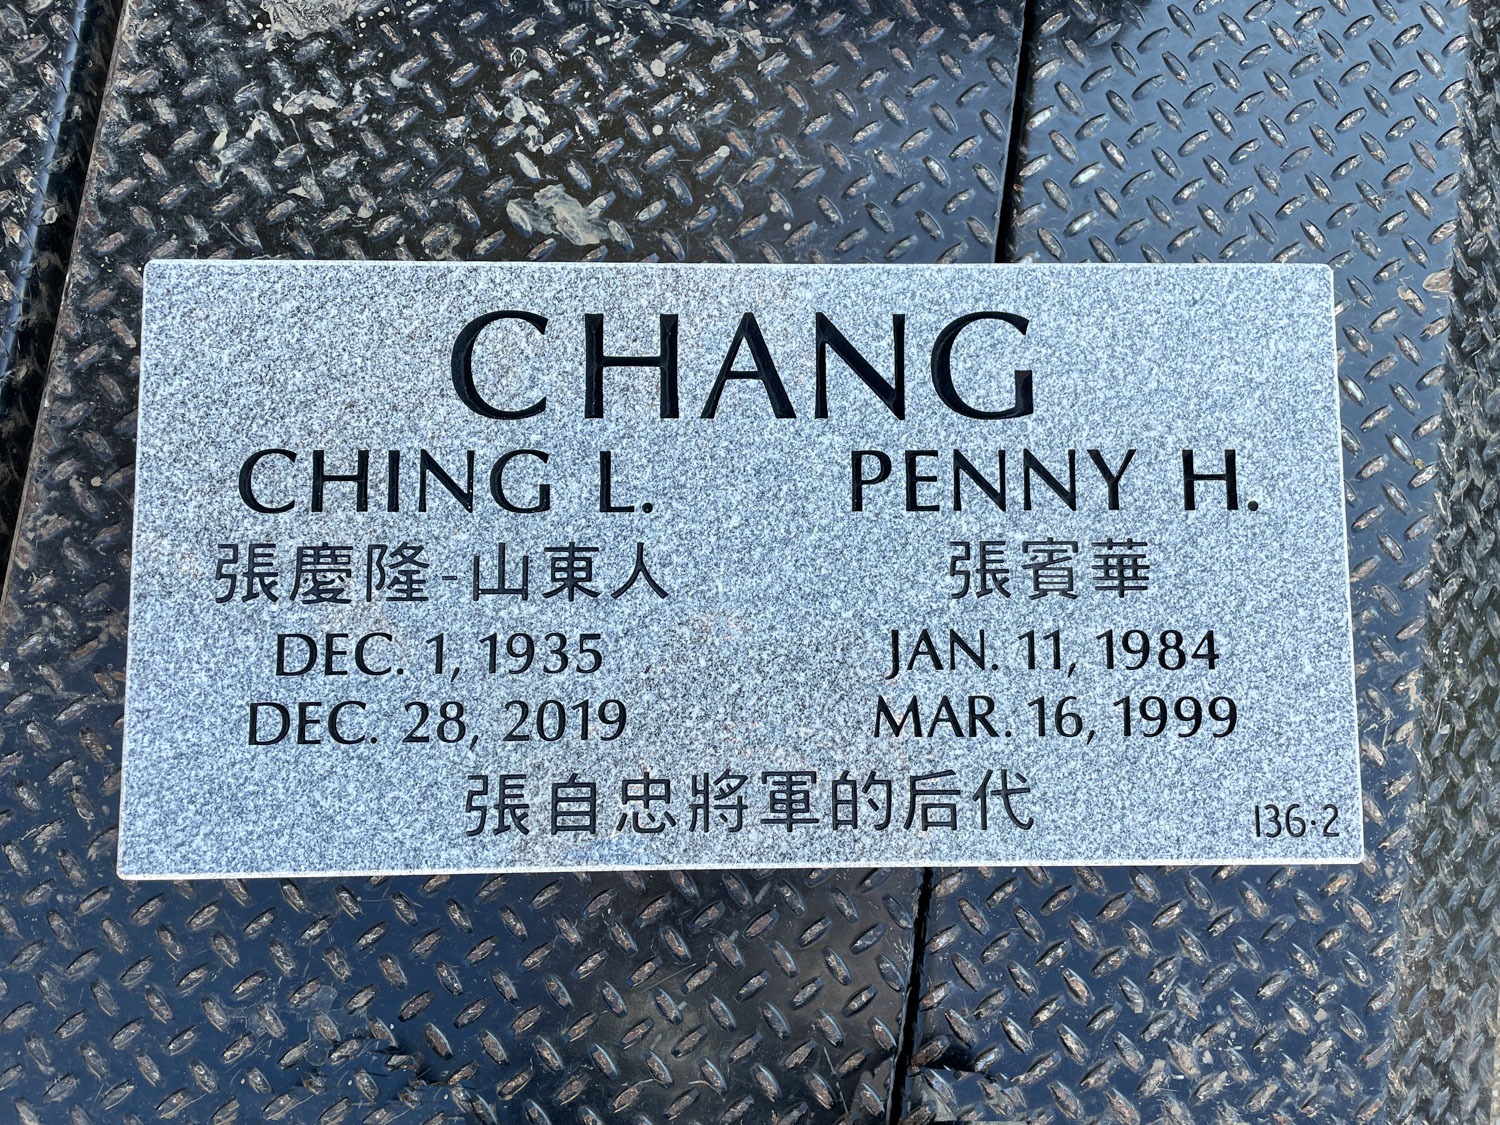 CHANG
CHING L.
張慶隆-山東人
DEC. 1, 1935
DEC. 28, 2019
PENNY H.
張賓華
JAN. 11, 1984
MAR. 16, 1999
張自忠將軍的后代
136·2